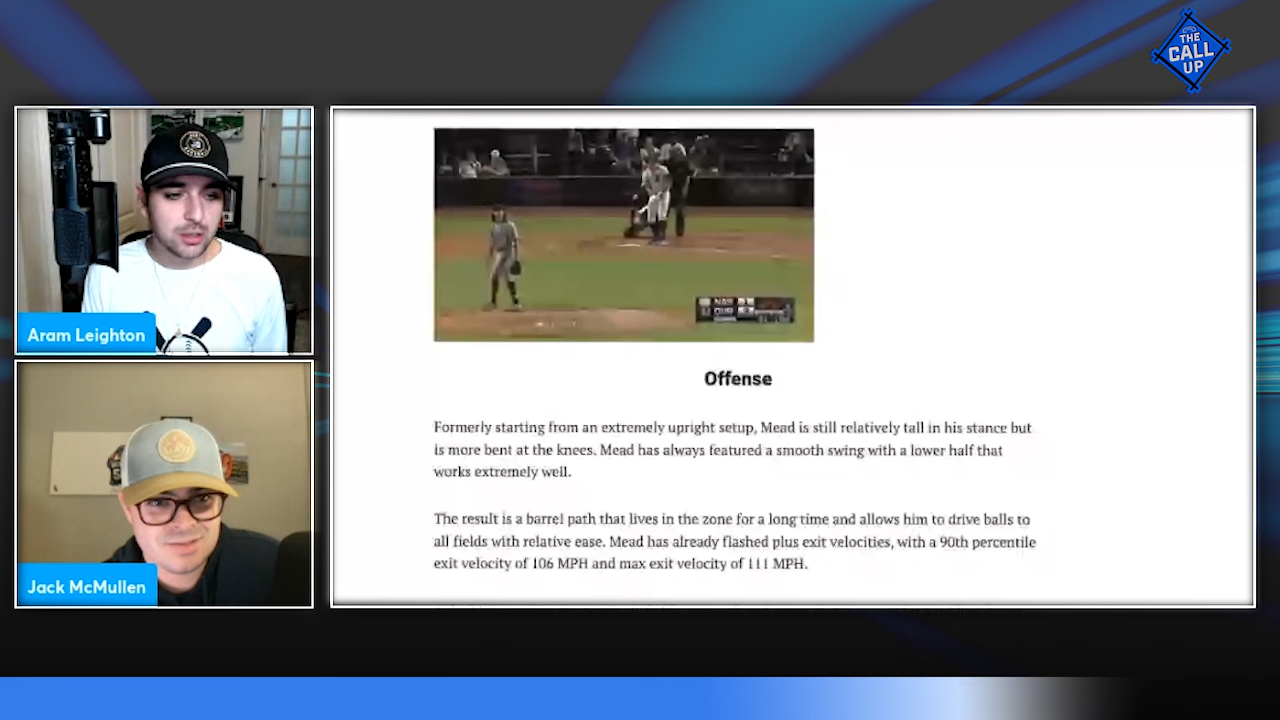 THE
CALL
UP
Aram Leighton
Jack McMullen
NAS
DUR
Offense
Formerly starting from an extremely upright setup, Mead is still relatively tall in his stance but
is more bent at the knees. Mead has always featured a smooth swing with a lower half that
works extremely well.
The result is a barrel path that lives in the zone for a long time and allows him to drive balls to
all fields with relative ease. Mead has already flashed plus exit velocities, with a 90th percentile
exit velocity of 106 MPH and max exit velocity of 111 MPH.